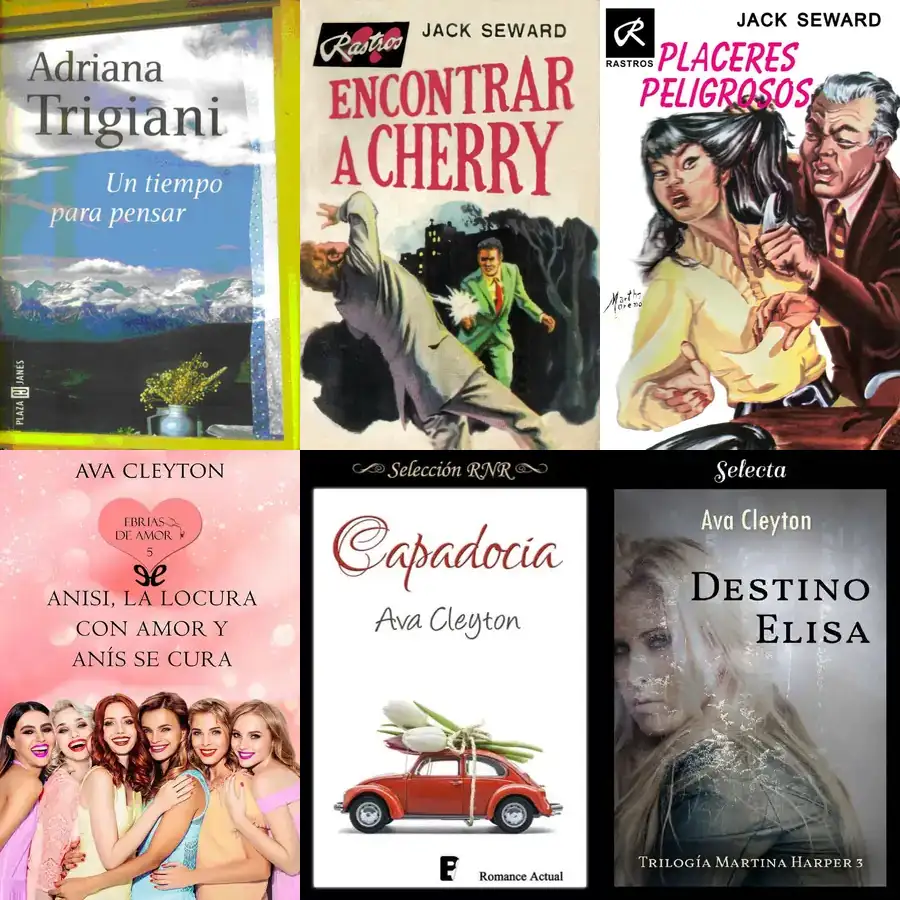 Adriana
Trigiani
Un tiempo
para pensar
PLAZA JANES
Rastros
JACK SEWARD
ENCONTRAR
A CHERRY
R
RASTROS
JACK SEWARD
PLACERES
PELIGROSOS
Martha
Moreno
AVA CLEYTON
EBRIAS
DE AMOR
5
ANISI, LA LOCURA
CON AMOR Y
ANÍS SE CURA
Selección RNR
Capadocia
Ava Cleyton
B
Romance Actual
Selecta
Ava Cleyton
DESTINO
ELISA
TRILOGÍA MARTINA HARPER 3